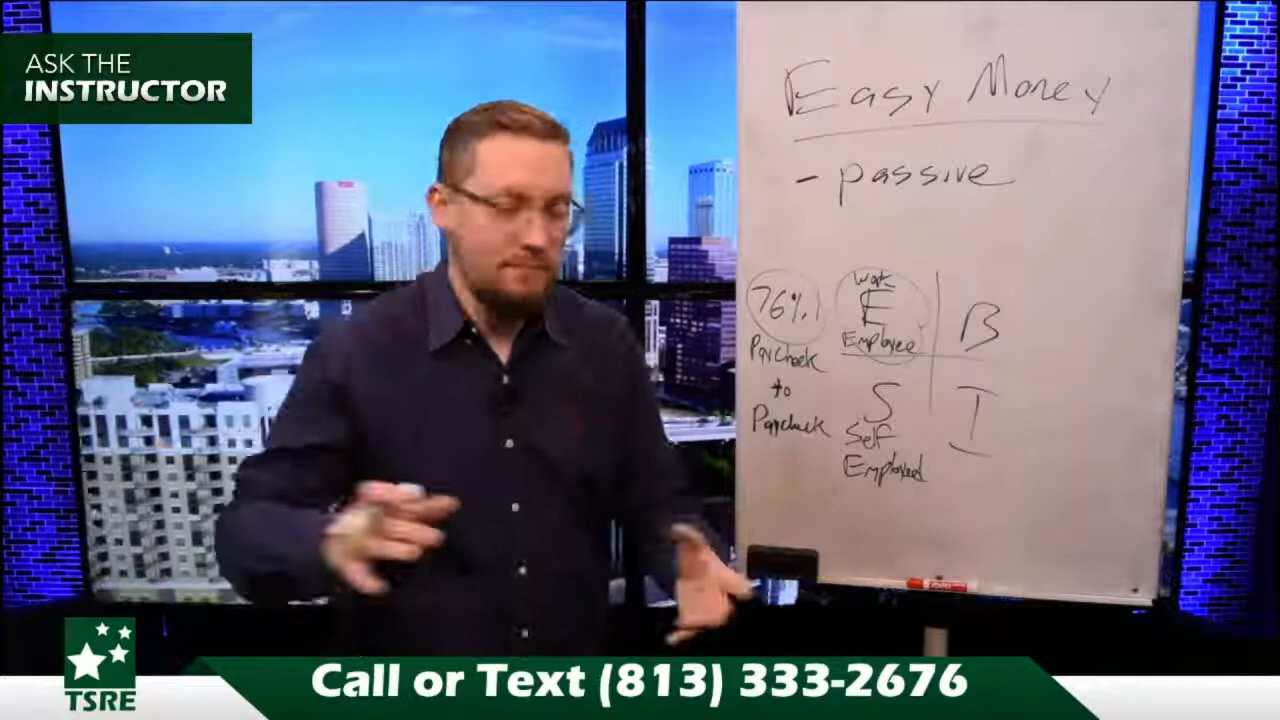 ASK THE
INSTRUCTOR
Easy Money
- passive
76%
Paycheck
to
Paycheck
E
Employee
B
S
Self
Employed
I
TSRE
Call or Text (813) 333-2676